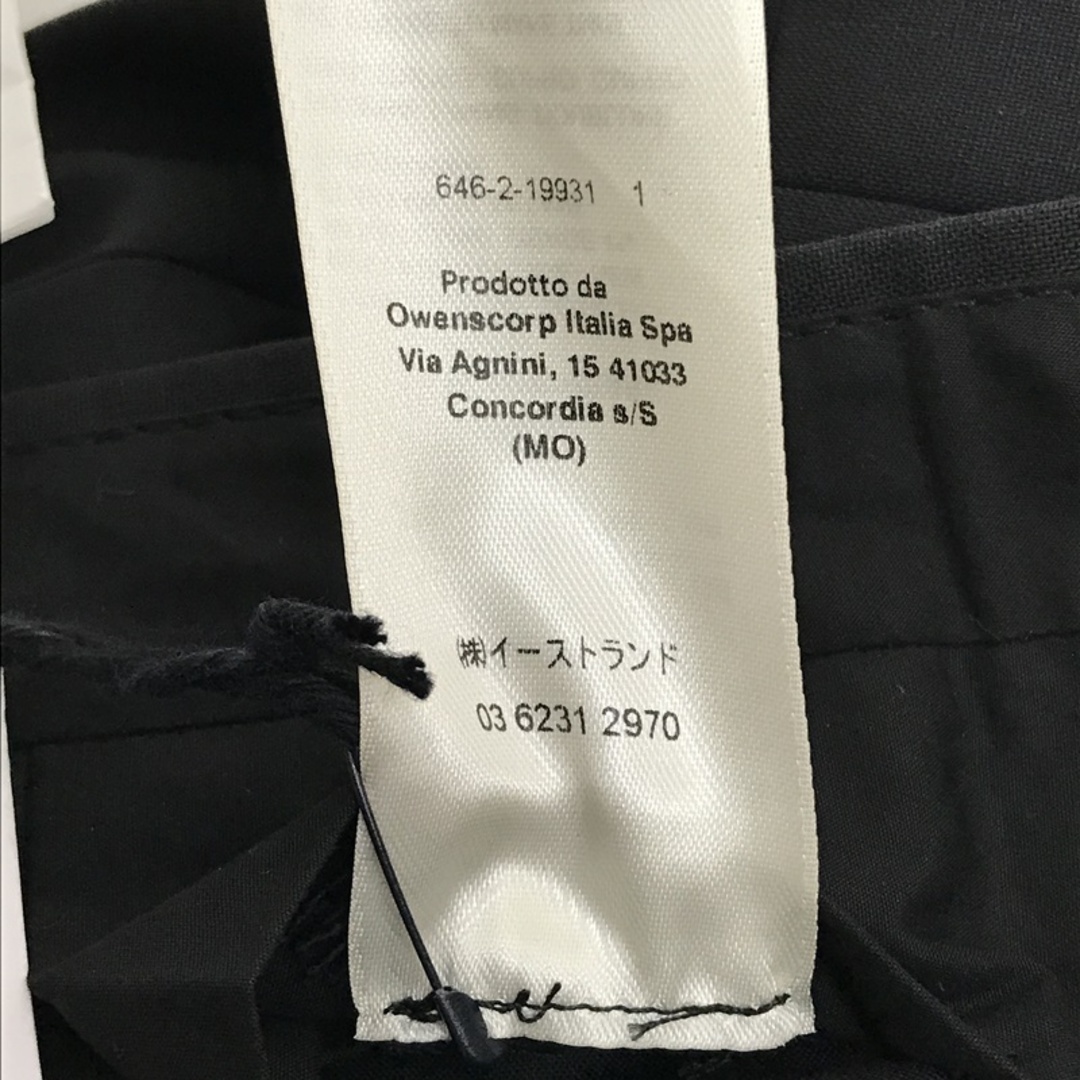 646-2-19931 1
Prodotto da
Owenscorp Italia Spa
Via Agnini, 15 41033
Concordia s/S
(MO)
㈱イーストランド
03 6231 2970